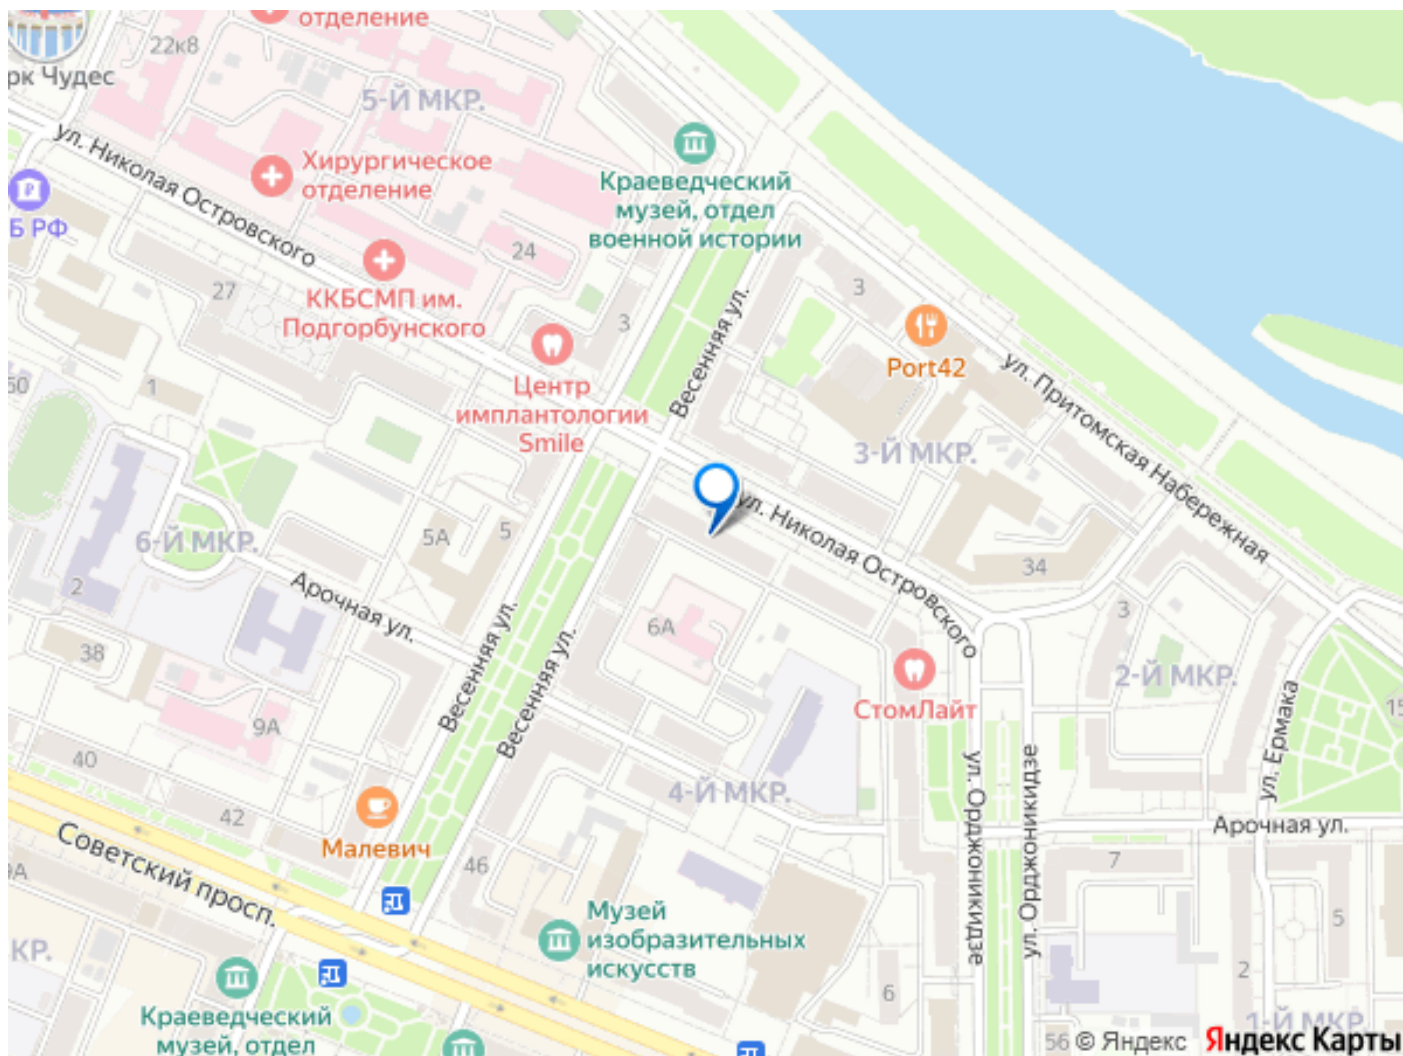 отделение
22к8
рк Чудес
5-Й МКР.
ул. Николая Островского
Хирургическое
отделение
Краеведческий
музей, отдел
военной истории
Б РФ
24
27
3
ККБСМП им.
Подгорбунского
3
Весенняя ул.
Port42
ул. Притомская Набережная
Центр
имплантологии
Smile
1
50
3-Й МКР.
ул. Николая Островского
5А
5
6-Й МКР.
2
Арочная ул.
34
3
6А
38
Весенняя ул.
Весенняя ул.
2-Й МКР.
СтомЛайт
9А
15
ул. Ермака
40
42
4-Й МКР.
ул. Орджоникидзе
ул. Орджоникидзе
Арочная ул.
Советский просп.
Малевич
46
7
9А
5
Музей
изобразительных
искусств
КР.
2
6
Краеведческий
музей, отдел
1-Й МКР.
56
© Яндекс
Яндекс Карты